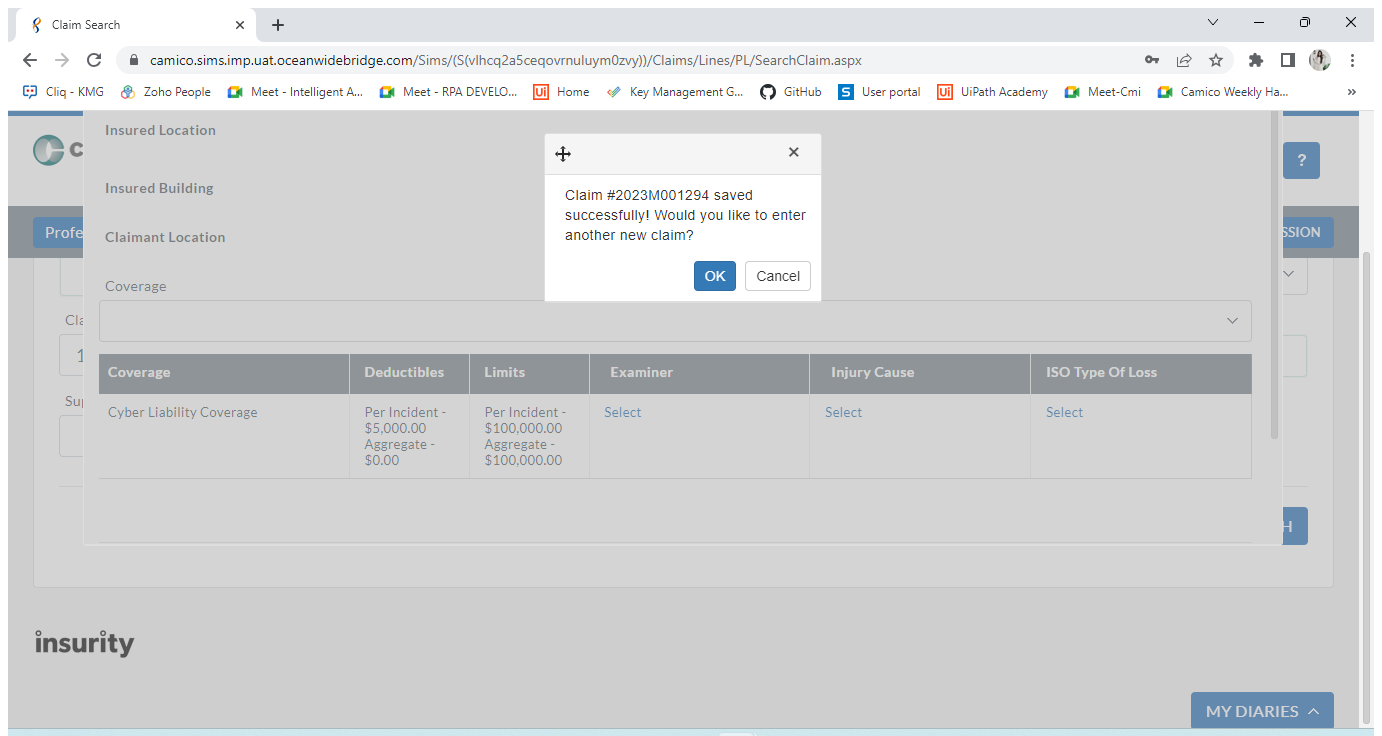 Claim Search
camico.sims.imp.uat.oceanwidebridge.com/Sims/(S(vlhcq2a5ceqovrnuluym0zvy))/Claims/Lines/PL/SearchClaim.aspx
Cliq - KMG Zoho People Meet - Intelligent A... Meet - RPA DEVELO... Home Key Management G... GitHub User portal UiPath Academy Meet-Cmi Camico Weekly Ha... »
Insured Location
?
Claim #2023M001294 saved
successfully! Would you like to enter
another new claim?
OK Cancel
Insured Building
Profe
Claimant Location
SSION
Coverage
Cla
1
Coverage Deductibles Limits Examiner Injury Cause ISO Type Of Loss
Sup
Cyber Liability Coverage Per Incident - Per Incident - Select Select Select
$5,000.00 $100,000.00
Aggregate - Aggregate -
$0.00 $100,000.00
H
insurity
MY DIARIES